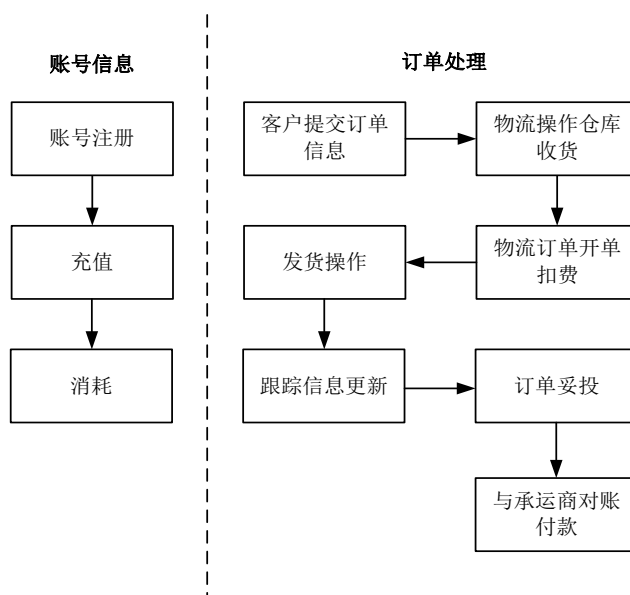 账号信息
账号注册
充值
消耗
订单处理
客户提交订单
信息
物流操作仓库
收货
物流订单开单
扣费
发货操作
跟踪信息更新
订单妥投
与承运商对账
付款